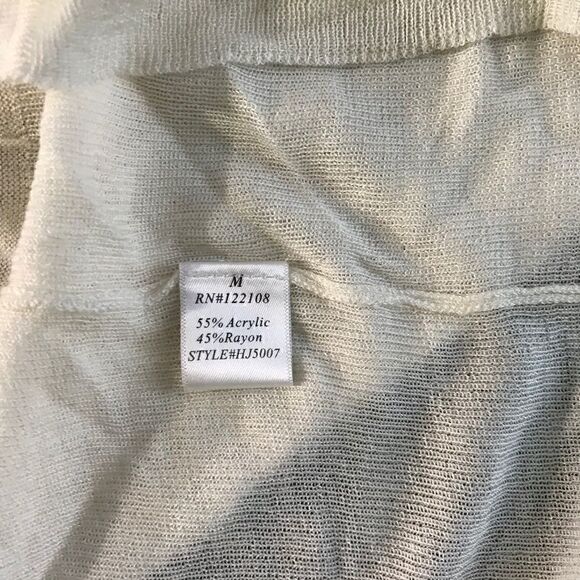 M
RN#122108
55% Acrylic
45%Rayon
STYLE#HJ5007